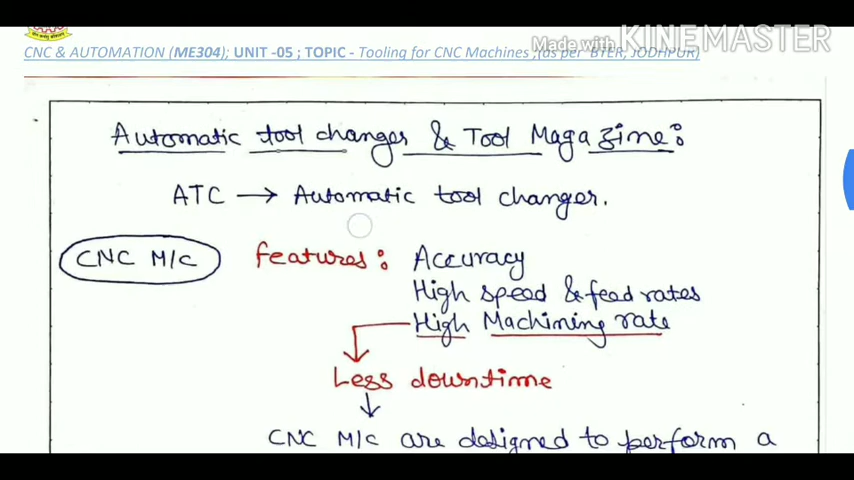 Made with KINEMASTER
CNC & AUTOMATION (ME304); UNIT -05 ; TOPIC - Tooling for CNC Machines ,(as per BTER, JODHPUR)
Automatic tool changer & Tool Magazine:
ATC → Automatic tool changer.
CNC M/c features: Accuracy
High speed & feed rates
High Machining rate
Less downtime
CNC M/c are designed to perform a